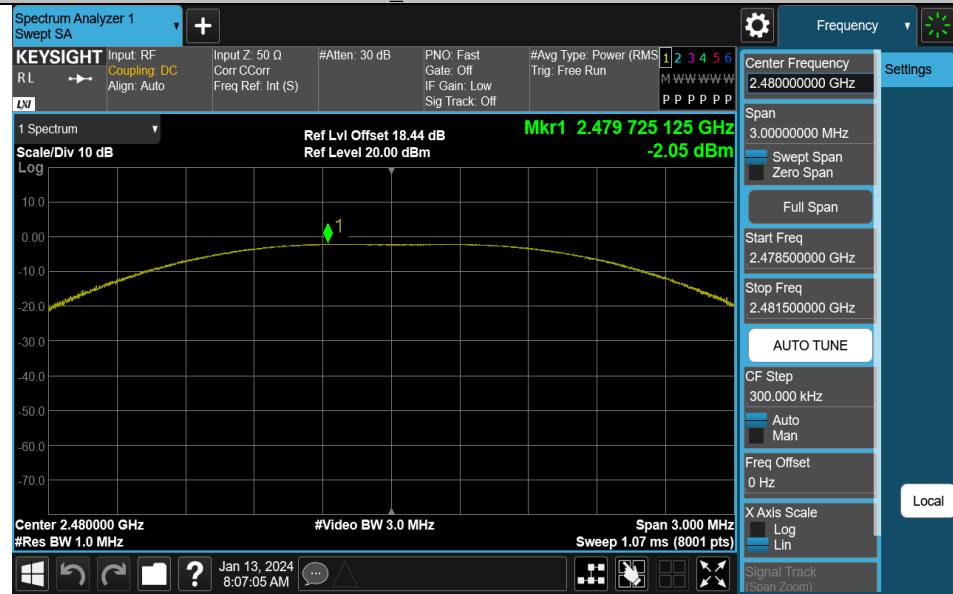 Spectrum Analyzer 1
Swept SA
+
Frequency
KEYSIGHT
RL
LXI
Input: RF
Coupling: DC
Align: Auto
Input Z: 50 Ω
Corr CCorr
Freq Ref: Int (S)
#Atten: 30 dB
PNO: Fast
Gate: Off
IF Gain: Low
Sig Track: Off
#Avg Type: Power (RMS
Trig: Free Run
1 2 3 4 5 6
M W W W W W
P P P P P P
1 Spectrum
Scale/Div 10 dB
Log
Ref Lvl Offset 18.44 dB
Ref Level 20.00 dBm
Mkr1 2.479 725 125 GHz
-2.05 dBm
1
10.0
0.00
-10.0
-20.0
-30.0
-40.0
-50.0
-60.0
-70.0
Center 2.480000 GHz
#Res BW 1.0 MHz
#Video BW 3.0 MHz
Span 3.000 MHz
Sweep 1.07 ms (8001 pts)
?
Jan 13, 2024
8:07:05 AM
Center Frequency
2.480000000 GHz
Span
3.00000000 MHz
Swept Span
Zero Span
Full Span
Start Freq
2.478500000 GHz
Stop Freq
2.481500000 GHz
AUTO TUNE
CF Step
300.000 kHz
Auto
Man
Freq Offset
0 Hz
X Axis Scale
Log
Lin
Signal Track
(Span Zoom)
Settings
Local